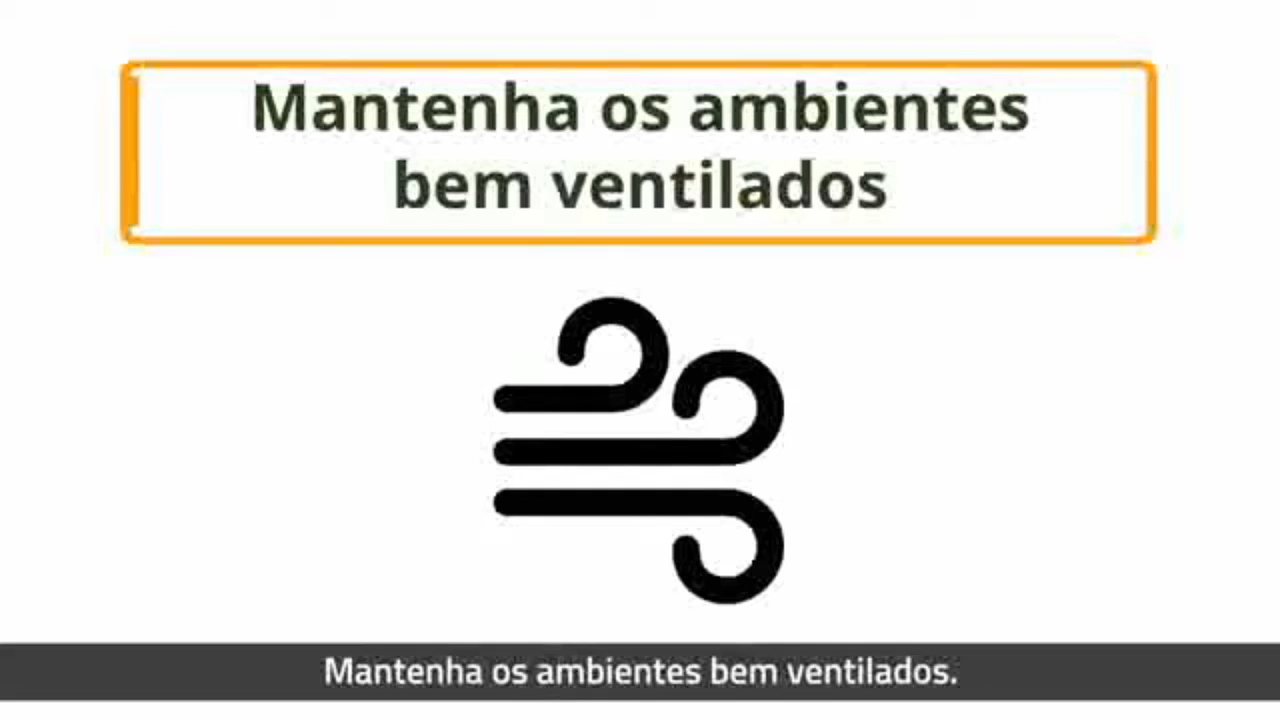 Mantenha os ambientes
bem ventilados
Mantenha os ambientes bem ventilados.